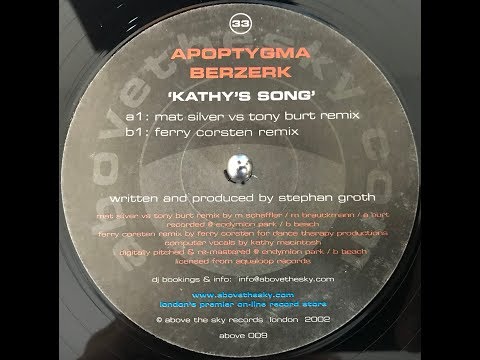 33
APOPTYGMA
BERZERK
'KATHY'S SONG'
a1: mat silver vs tony burt remix
b1: ferry corsten remix
written and produced by stephan groth
mat silver vs tony burt remix by m schaffler / m brautkmann / a burt
recorded @ endymion park / b beach
ferry corsten remix by ferry corsten for dance therapy productions
computer vocals by kathy macintosh
digitally pitched & re-mastered @ endymion park / b beach
licensed from aqualoop records
dj bookings & info: info@abovethesky.com
www.abovethesky.com
london's premier on-line record store
© above the sky records, london 2002
above 009